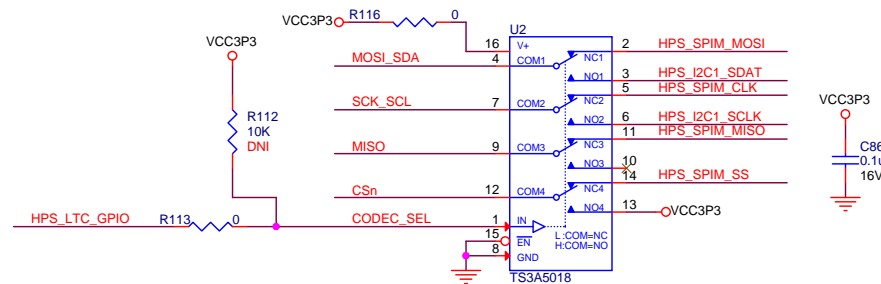 VCC3P3 R116 0
U2
VCC3P3
16 V+
2 HPS_SPIM_MOSI
MOSI_SDA 4 COM1 NC1
NO1 3 HPS_I2C1_SDAT
5 HPS_SPIM_CLK
SCK_SCL 7 COM2 NC2
VCC3P3
R112
10K
DNI
NO2 6 HPS_I2C1_SCLK
11 HPS_SPIM_MISO
MISO 9 COM3 NC3
C86
0.1u
16V
NO3 10
14 HPS_SPIM_SS
CSn 12 COM4 NC4
NO4 13 VCC3P3
HPS_LTC_GPIO R113 0 CODEC_SEL 1 IN
15 EN
L:COM=NC
H:COM=NO
8 GND
TS3A5018